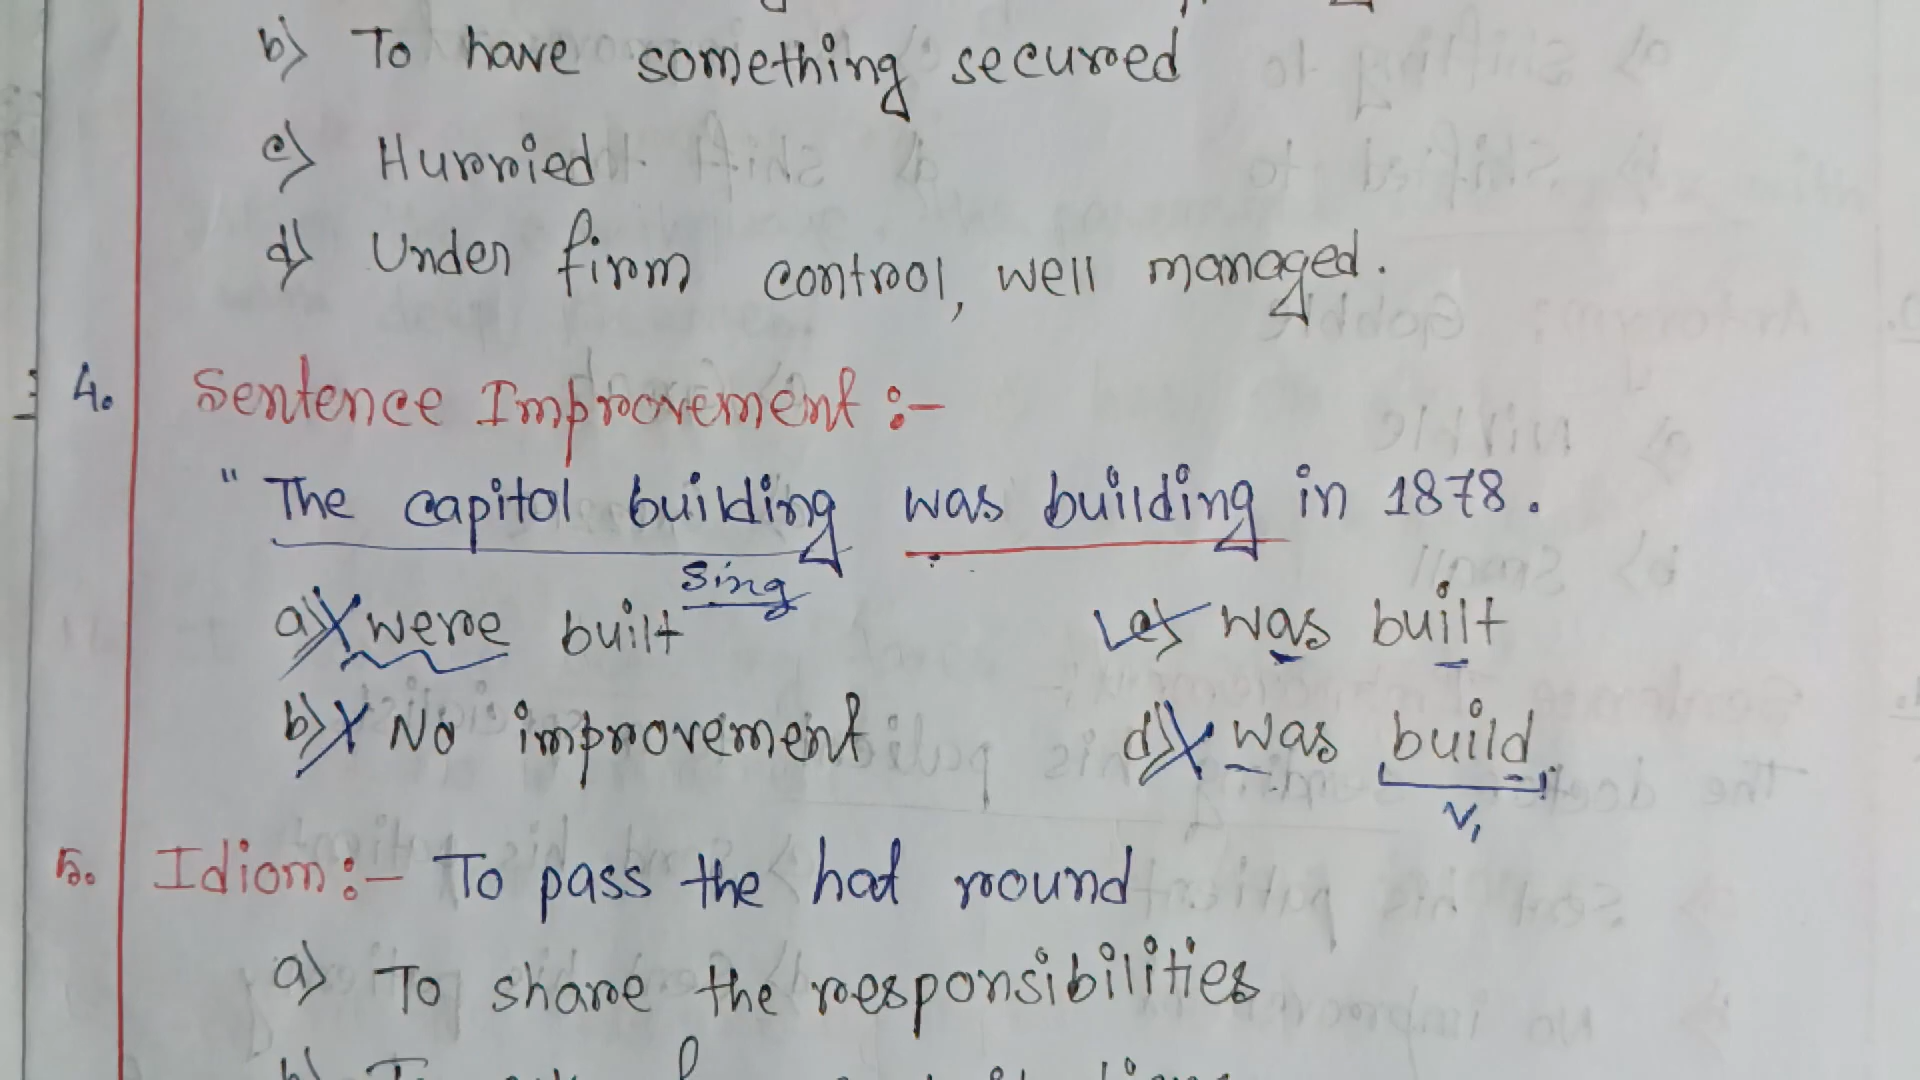 b) To have something secured
c) Hurried
d) Under firm control, well managed.
4. Sentence Improvement :-
"The capitol building was building in 1878.
Sing
a) were built c) was built
b) No improvement d) was build.
V1
5. Idiom :- To pass the hat round
a) To share the responsibilities
b)